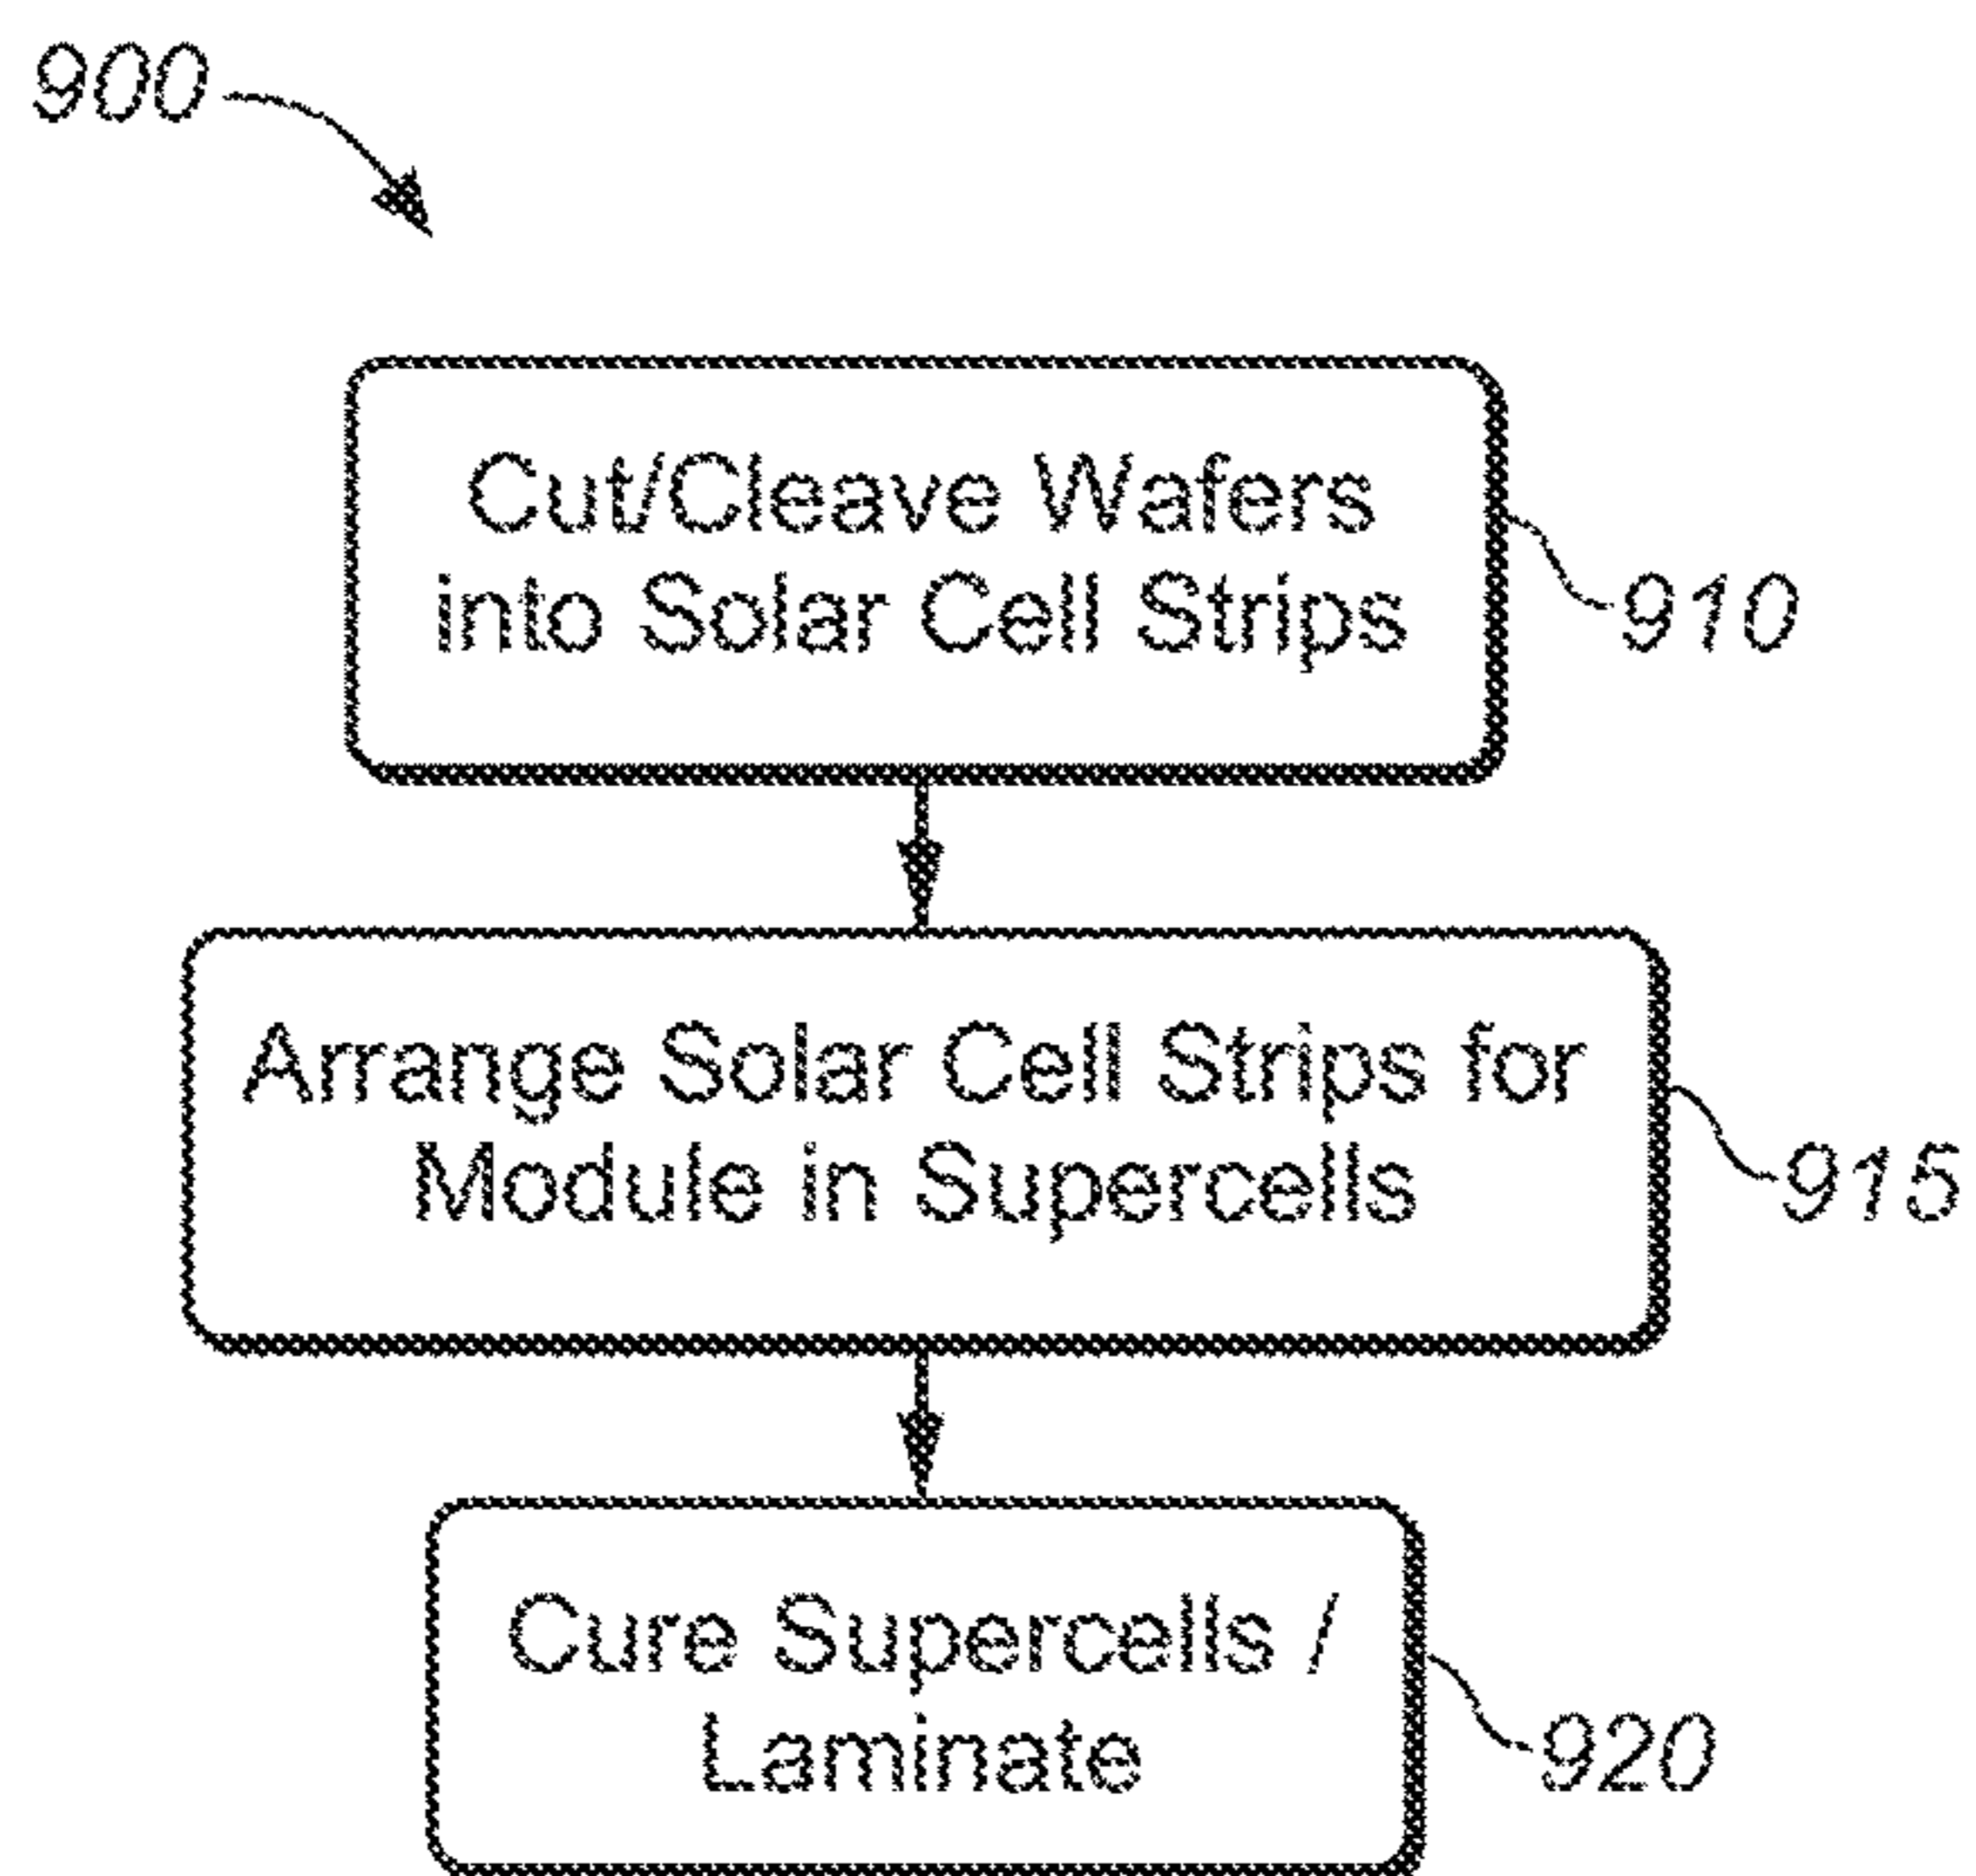 900
Cut/Cleave Wafers
into Solar Cell Strips
910
Arrange Solar Cell Strips for
Module in Supercells
915
Cure Supercells /
Laminate
920